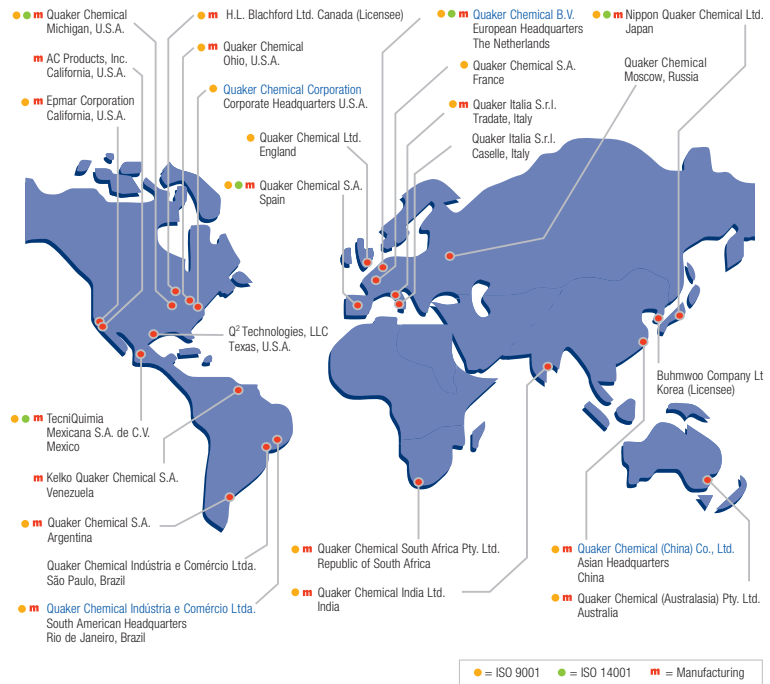 m Quaker Chemical
Michigan, U.S.A.
m AC Products, Inc.
California, U.S.A.
m Epmar Corporation
California, U.S.A.
m H.L. Blachford Ltd. Canada (Licensee)
m Quaker Chemical
Ohio, U.S.A.
Quaker Chemical Corporation
Corporate Headquarters U.S.A.
Quaker Chemical Ltd.
England
m Quaker Chemical S.A.
Spain
m Quaker Chemical B.V.
European Headquarters
The Netherlands
Quaker Chemical S.A.
France
m Quaker Italia S.r.l.
Tradate, Italy
Quaker Italia S.r.l.
Caselle, Italy
m Nippon Quaker Chemical Ltd.
Japan
Quaker Chemical
Moscow, Russia
Q2 Technologies, LLC
Texas, U.S.A.
Buhmwoo Company Lt
Korea (Licensee)
m TecniQuimia
Mexicana S.A. de C.V.
Mexico
m Kelko Quaker Chemical S.A.
Venezuela
m Quaker Chemical S.A.
Argentina
Quaker Chemical Indústria e Comércio Ltda.
São Paulo, Brazil
m Quaker Chemical Indústria e Comércio Ltda.
South American Headquarters
Rio de Janeiro, Brazil
m Quaker Chemical South Africa Pty. Ltd.
Republic of South Africa
m Quaker Chemical India Ltd.
India
m Quaker Chemical (China) Co., Ltd.
Asian Headquarters
China
m Quaker Chemical (Australasia) Pty. Ltd.
Australia
= ISO 9001 = ISO 14001 m = Manufacturing